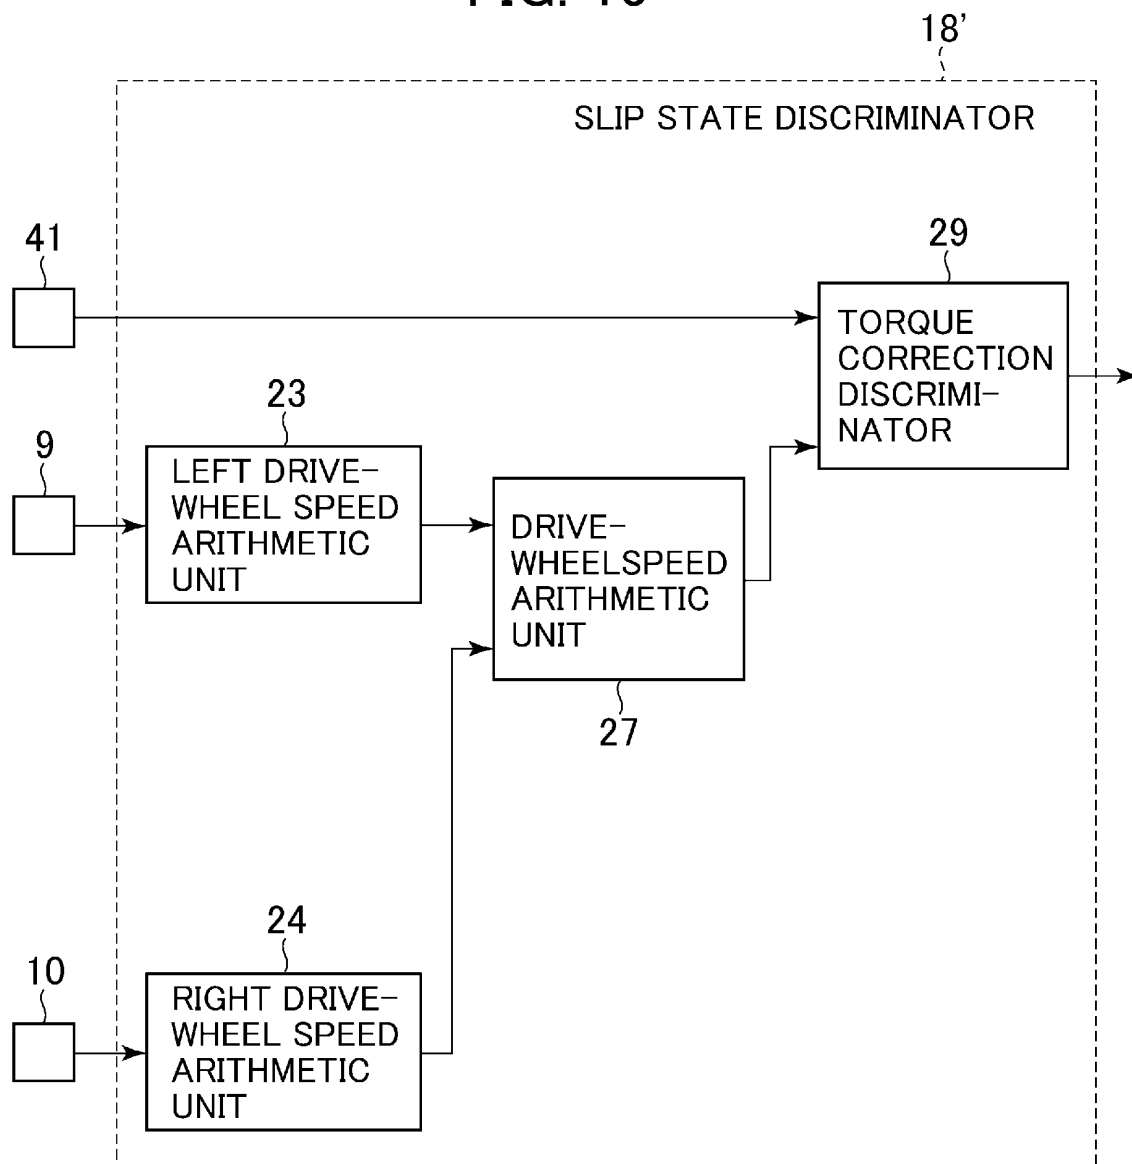 18'
SLIP STATE DISCRIMINATOR
41
29
TORQUE
CORRECTION
DISCRIMI-
NATOR
23
9
LEFT DRIVE-
WHEEL SPEED
ARITHMETIC
UNIT
DRIVE-
WHEELSPEED
ARITHMETIC
UNIT
27
24
10
RIGHT DRIVE-
WHEEL SPEED
ARITHMETIC
UNIT